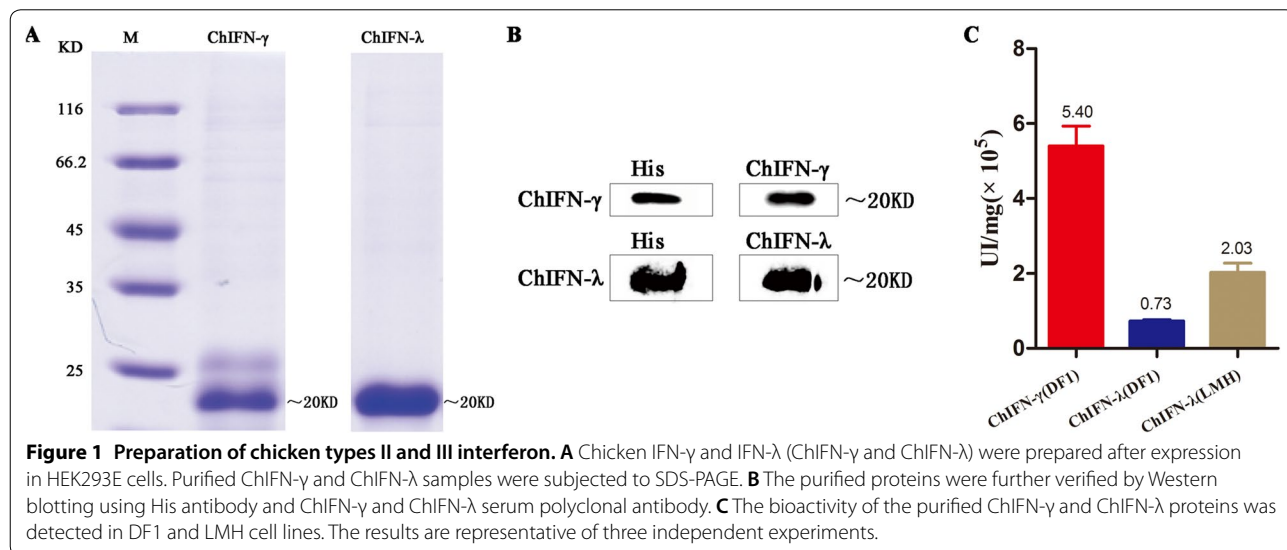 A
KD
M
ChIFN-γ
ChIFN-λ
116
66.2
45
35
25
~20KD
~20KD
B
His
ChIFN-γ
ChIFN-γ
~20KD
His
ChIFN-λ
ChIFN-λ
~20KD
C
UI/mg(× 10⁵)
8
6
4
2
0
5.40
0.73
2.03
ChIFN-γ(DF1)
ChIFN-λ(DF1)
ChIFN-λ(LMH)
Figure 1 Preparation of chicken types II and III interferon. A Chicken IFN-γ and IFN-λ (ChIFN-γ and ChIFN-λ) were prepared after expression
in HEK293E cells. Purified ChIFN-γ and ChIFN-λ samples were subjected to SDS-PAGE. B The purified proteins were further verified by Western
blotting using His antibody and ChIFN-γ and ChIFN-λ serum polyclonal antibody. C The bioactivity of the purified ChIFN-γ and ChIFN-λ proteins was
detected in DF1 and LMH cell lines. The results are representative of three independent experiments.